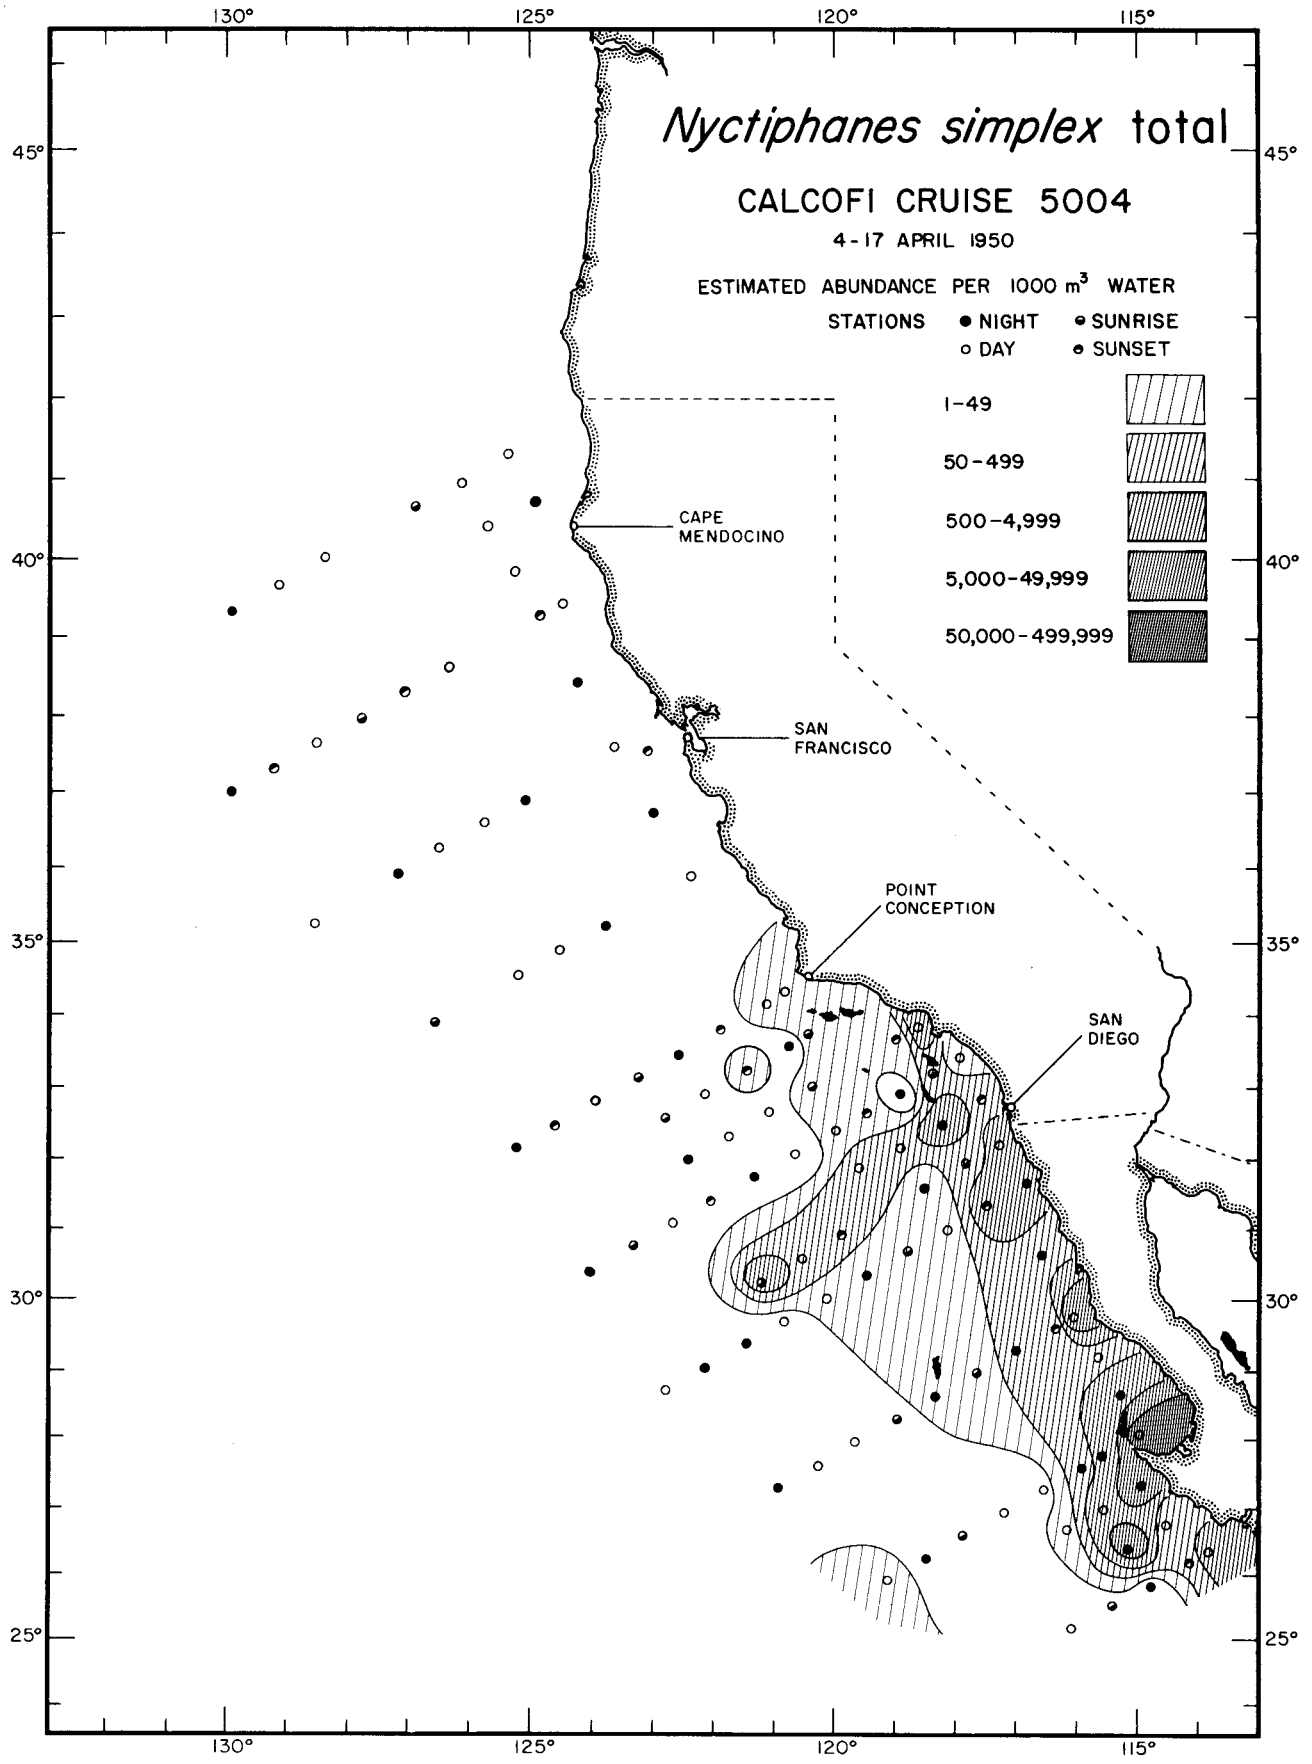 130° 125° 120° 115°
Nyctiphanes simplex total
45° 45°
CALCOFI CRUISE 5004
4-17 APRIL 1950
ESTIMATED ABUNDANCE PER 1000 m³ WATER
STATIONS NIGHT SUNRISE
DAY SUNSET
1-49
50-499
500-4,999
5,000-49,999
50,000-499,999
CAPE
MENDOCINO
40° 40°
SAN
FRANCISCO
POINT
CONCEPTION
35° 35°
SAN
DIEGO
30° 30°
25° 25°
130° 125° 120° 115°